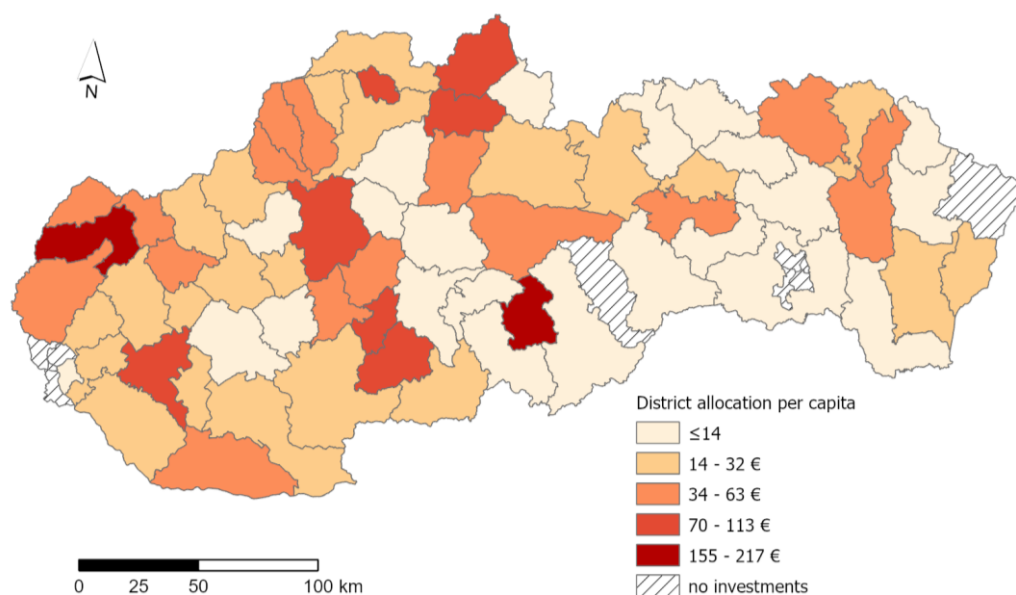 N
District allocation per capita
≤14
14 - 32 €
34 - 63 €
70 - 113 €
155 - 217 €
no investments
0 25 50 100 km